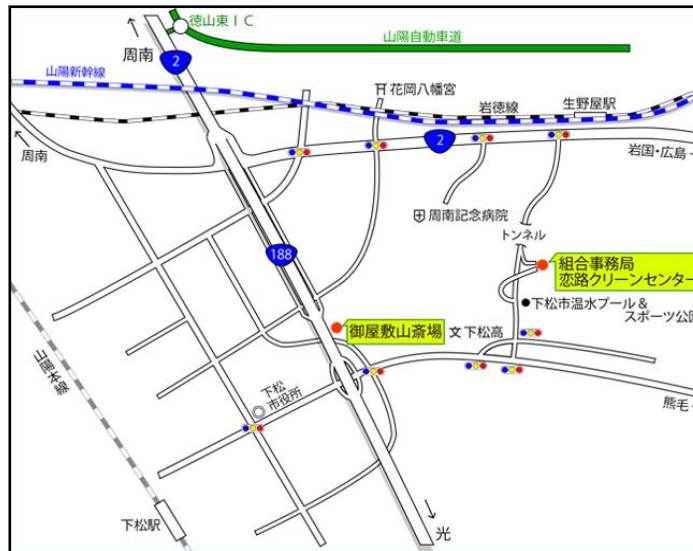 徳山東IC
周南
2
山陽自動車道
山陽新幹線
花岡八幡宮
岩徳線
生野屋駅
2
周南
岩国・広島
周南記念病院
トンネル
188
組合事務局
恋路クリーンセンター
下松市温水プール＆
スポーツ公園
御屋敷山斎場
文下松高
山陽本線
下松
市役所
熊毛
下松駅
光